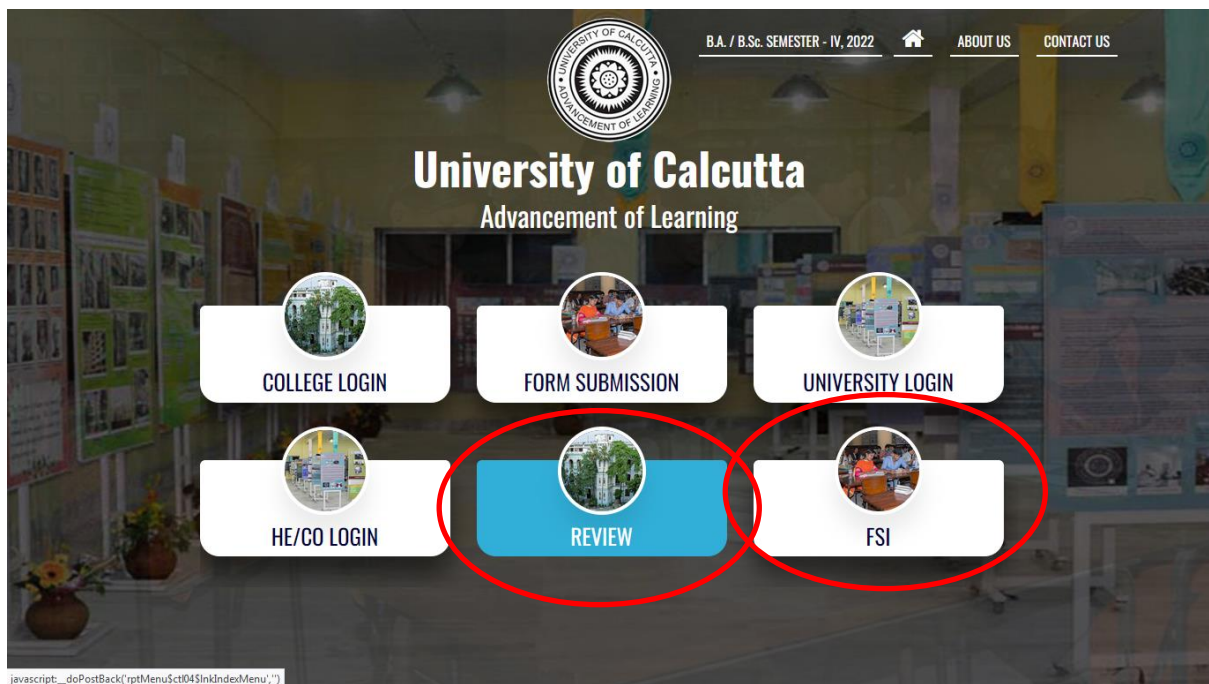 UNIVERSITY OF CALCUTTA
ADVANCEMENT OF LEARNING
B.A. / B.Sc. SEMESTER - IV, 2022
ABOUT US
CONTACT US
University of Calcutta
Advancement of Learning
COLLEGE LOGIN
FORM SUBMISSION
UNIVERSITY LOGIN
HE/CO LOGIN
REVIEW
FSI
javascript:__doPostBack('rptMenu$ctl04$lnkIndexMenu','')